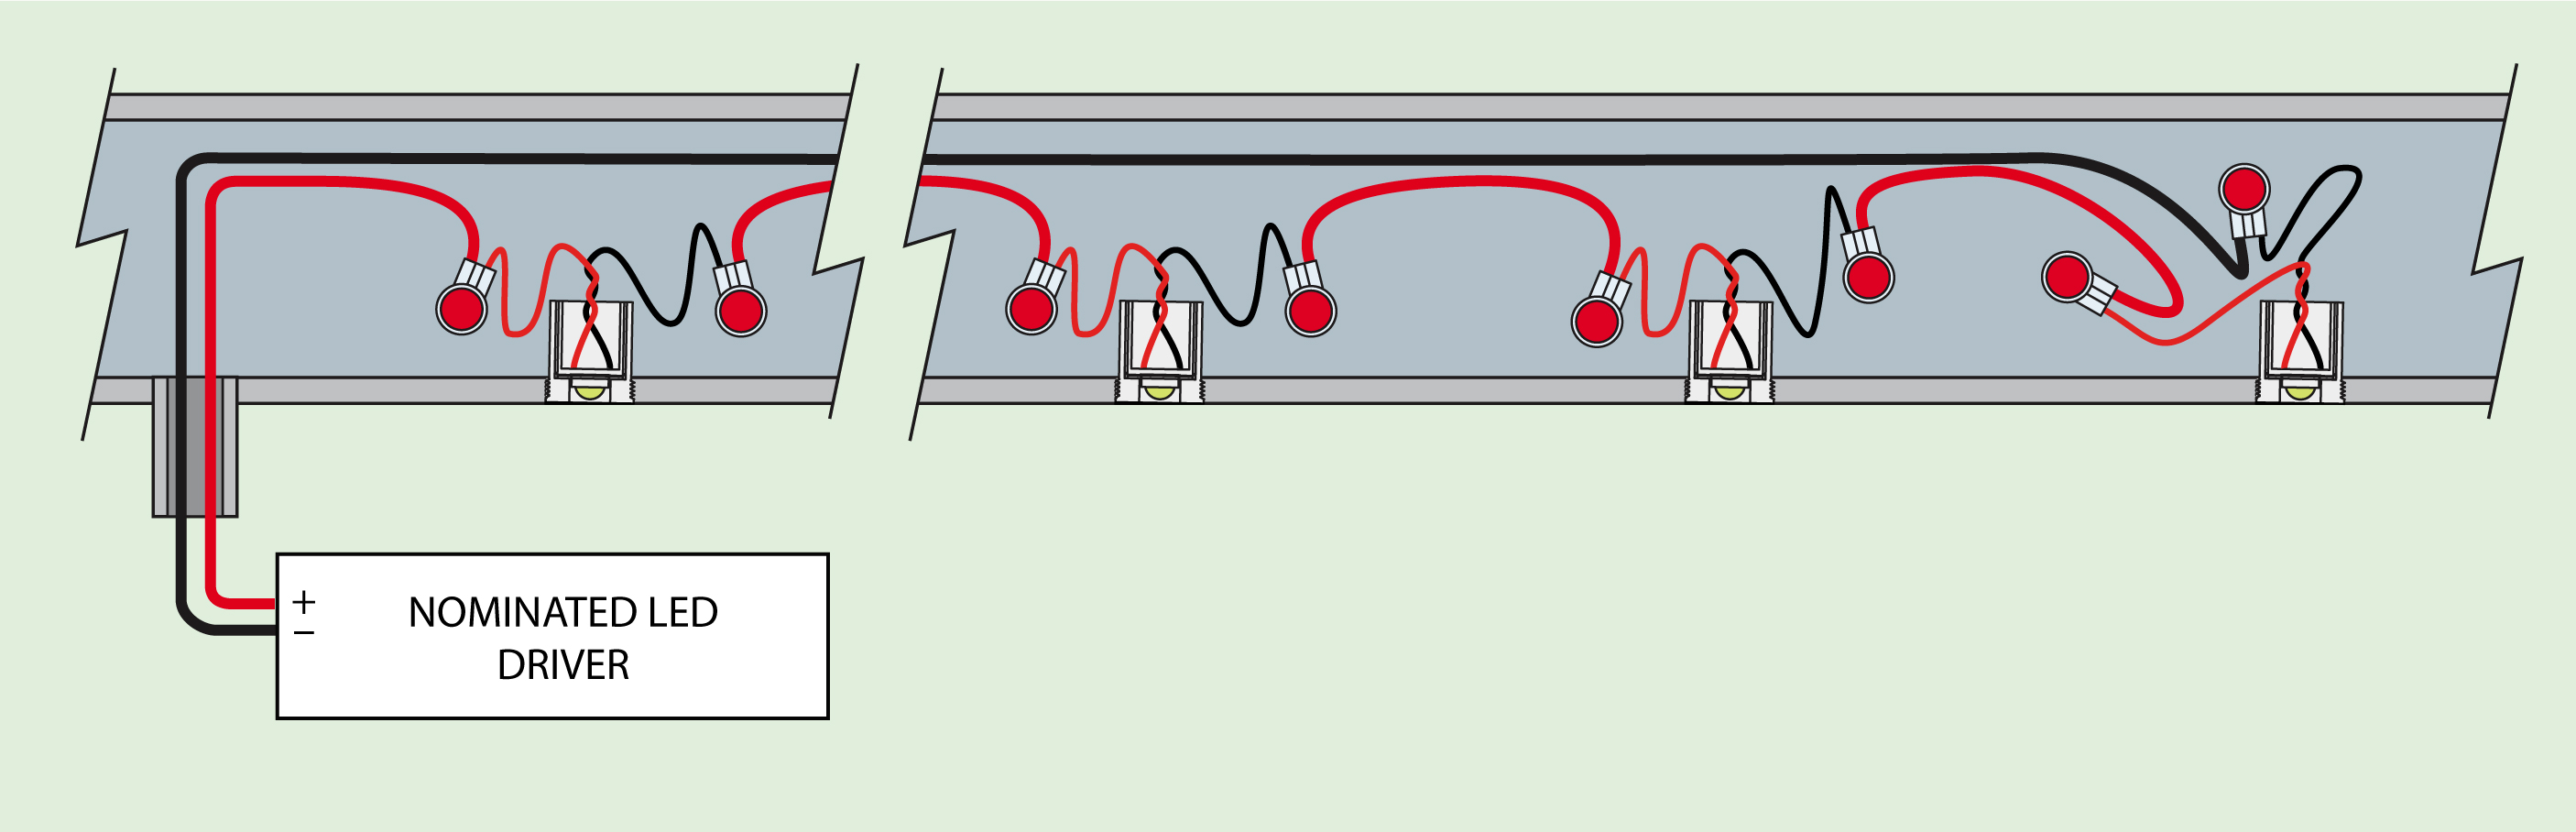 +
−
NOMINATED LED
DRIVER